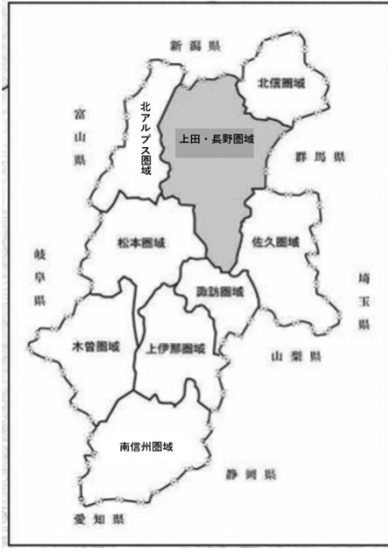 新潟県
北信圏域
富山県
北アルプス圏域
上田・長野圏域
群馬県
松本圏域
佐久圏域
岐阜県
諏訪圏域
埼玉県
木曽圏域
上伊那圏域
山梨県
南信州圏域
静岡県
愛知県